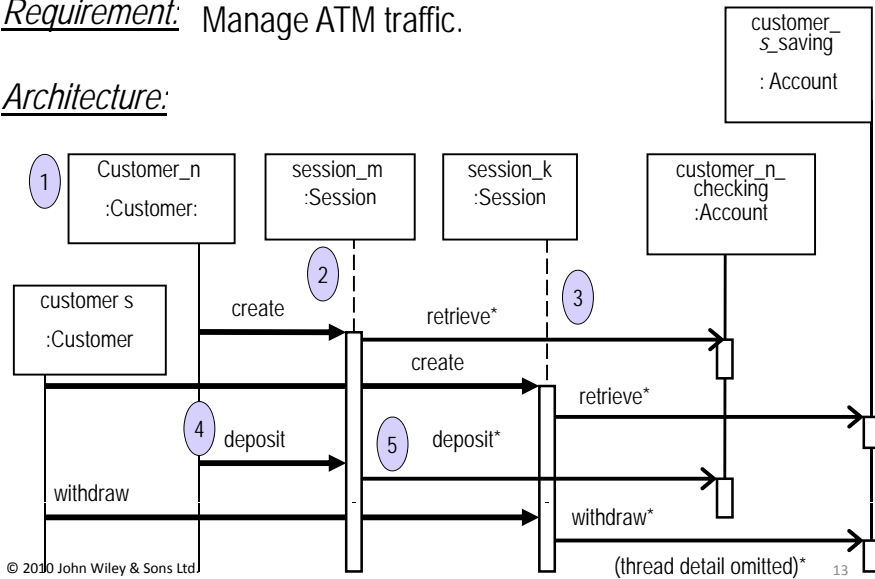 Requirement: Manage ATM traffic.
customer_
s_saving
: Account
Architecture:
1
Customer_n
:Customer:
session_m
:Session
session_k
:Session
customer_n_
checking
:Account
2
3
customer s
:Customer
create
retrieve*
create
retrieve*
4
deposit
5
deposit*
withdraw
withdraw*
(thread detail omitted)*
© 2010 John Wiley & Sons Ltd.
13